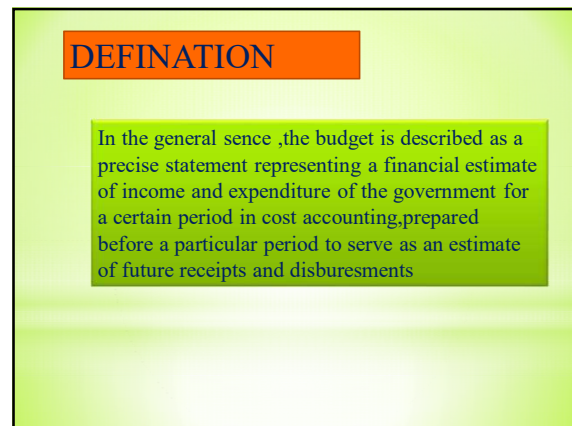 DEFINATION
In the general sence ,the budget is described as a
precise statement representing a financial estimate
of income and expenditure of the government for
a certain period in cost accounting,prepared
before a particular period to serve as an estimate
of future receipts and disburesments